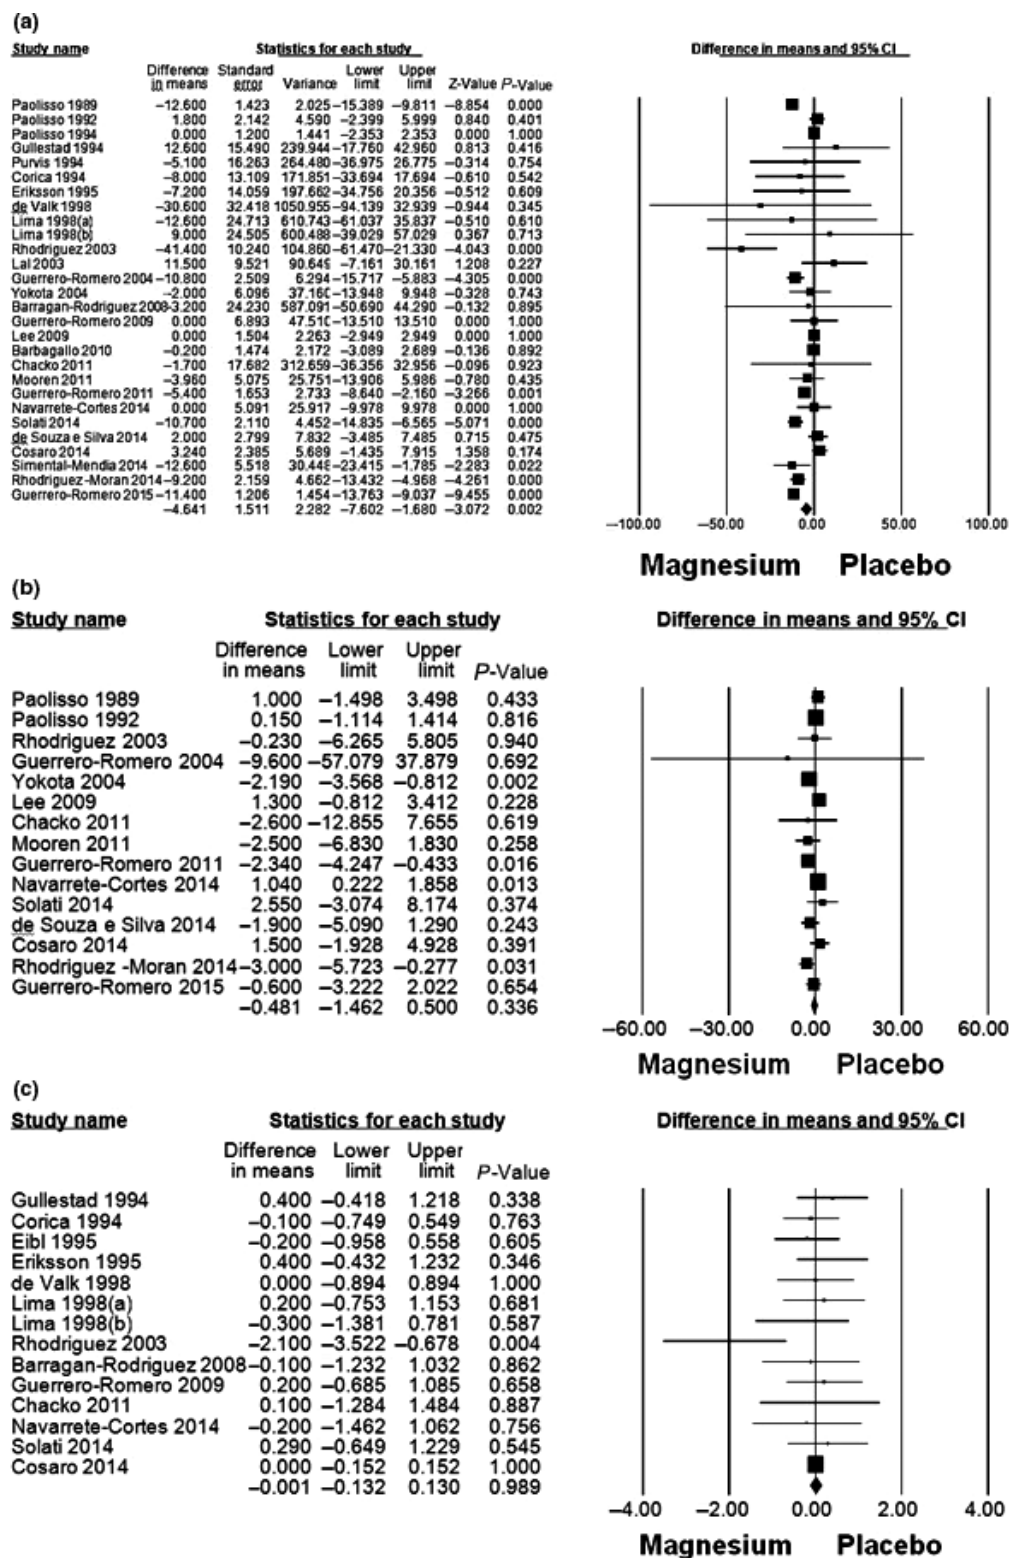 (a)
Study name Statistics for each study Difference in means and 95% CI
Difference Standard Lower Upper
in means error Variance limit limit Z-Value P-Value
Paolisso 1989 −12.600 1.423 2.025 −15.389 −9.811 −8.854 0.000
Paolisso 1992 1.800 2.142 4.590 −2.399 5.999 0.840 0.401
Paolisso 1994 0.000 1.200 1.441 −2.353 2.353 0.000 1.000
Gullestad 1994 12.600 15.490 239.944 −17.760 42.960 0.813 0.416
Purvis 1994 −5.100 16.263 264.480 −36.975 26.775 −0.314 0.754
Corica 1994 −8.000 13.109 171.851 −33.694 17.694 −0.610 0.542
Eriksson 1995 −7.200 14.059 197.662 −34.756 20.356 −0.512 0.609
de Valk 1998 −30.600 32.418 1050.955 −94.139 32.939 −0.944 0.345
Lima 1998(a) −12.600 24.713 610.743 −61.037 35.837 −0.510 0.610
Lima 1998(b) 9.000 24.505 600.488 −39.029 57.029 0.367 0.713
Rhodriguez 2003 −41.400 10.240 104.860 −61.470 −21.330 −4.043 0.000
Lal 2003 11.500 9.521 90.649 −7.161 30.161 1.208 0.227
Guerrero-Romero 2004 −10.800 2.509 6.294 −15.717 −5.883 −4.305 0.000
Yokota 2004 −2.000 6.096 37.160 −13.948 9.948 −0.328 0.743
Barragan-Rodriguez 2008 −3.200 24.230 587.091 −50.690 44.290 −0.132 0.895
Guerrero-Romero 2009 0.000 6.893 47.510 −13.510 13.510 0.000 1.000
Lee 2009 0.000 1.504 2.263 −2.949 2.949 0.000 1.000
Barbagallo 2010 −0.200 1.474 2.172 −3.089 2.689 −0.136 0.892
Chacko 2011 −1.700 17.682 312.659 −36.356 32.956 −0.096 0.923
Mooren 2011 −3.960 5.075 25.751 −13.906 5.986 −0.780 0.435
Guerrero-Romero 2011 −5.400 1.653 2.733 −8.640 −2.160 −3.266 0.001
Navarrete-Cortes 2014 0.000 5.091 25.917 −9.978 9.978 0.000 1.000
Solati 2014 −10.700 2.110 4.452 −14.835 −6.565 −5.071 0.000
de Souza e Silva 2014 2.000 2.799 7.832 −3.485 7.485 0.715 0.475
Cosaro 2014 3.240 2.385 5.689 −1.435 7.915 1.358 0.174
Simental-Mendia 2014 −12.600 5.518 30.448 −23.415 −1.785 −2.283 0.022
Rhodriguez-Moran 2014 −9.200 2.159 4.662 −13.432 −4.968 −4.261 0.000
Guerrero-Romero 2015 −11.400 1.206 1.454 −13.763 −9.037 −9.455 0.000
−4.641 1.511 2.282 −7.602 −1.680 −3.072 0.002
−100.00 −50.00 0.00 50.00 100.00
Magnesium Placebo
(b)
Study name Statistics for each study Difference in means and 95% CI
Difference Lower Upper
in means limit limit P-Value
Paolisso 1989 1.000 −1.498 3.498 0.433
Paolisso 1992 0.150 −1.114 1.414 0.816
Rhodriguez 2003 −0.230 −6.265 5.805 0.940
Guerrero-Romero 2004 −9.600 −57.079 37.879 0.692
Yokota 2004 −2.190 −3.568 −0.812 0.002
Lee 2009 1.300 −0.812 3.412 0.228
Chacko 2011 −2.600 −12.855 7.655 0.619
Mooren 2011 −2.500 −6.830 1.830 0.258
Guerrero-Romero 2011 −2.340 −4.247 −0.433 0.016
Navarrete-Cortes 2014 1.040 0.222 1.858 0.013
Solati 2014 2.550 −3.074 8.174 0.374
de Souza e Silva 2014 −1.900 −5.090 1.290 0.243
Cosaro 2014 1.500 −1.928 4.928 0.391
Rhodriguez -Moran 2014 −3.000 −5.723 −0.277 0.031
Guerrero-Romero 2015 −0.600 −3.222 2.022 0.654
−0.481 −1.462 0.500 0.336
−60.00 −30.00 0.00 30.00 60.00
Magnesium Placebo
(c)
Study name Statistics for each study Difference in means and 95% CI
Difference Lower Upper
in means limit limit P-Value
Gullestad 1994 0.400 −0.418 1.218 0.338
Corica 1994 −0.100 −0.749 0.549 0.763
Eibl 1995 −0.200 −0.958 0.558 0.605
Eriksson 1995 0.400 −0.432 1.232 0.346
de Valk 1998 0.000 −0.894 0.894 1.000
Lima 1998(a) 0.200 −0.753 1.153 0.681
Lima 1998(b) −0.300 −1.381 0.781 0.587
Rhodriguez 2003 −2.100 −3.522 −0.678 0.004
Barragan-Rodriguez 2008 −0.100 −1.232 1.032 0.862
Guerrero-Romero 2009 0.200 −0.685 1.085 0.658
Chacko 2011 0.100 −1.284 1.484 0.887
Navarrete-Cortes 2014 −0.200 −1.462 1.062 0.756
Solati 2014 0.290 −0.649 1.229 0.545
Cosaro 2014 0.000 −0.152 0.152 1.000
−0.001 −0.132 0.130 0.989
−4.00 −2.00 0.00 2.00 4.00
Magnesium Placebo